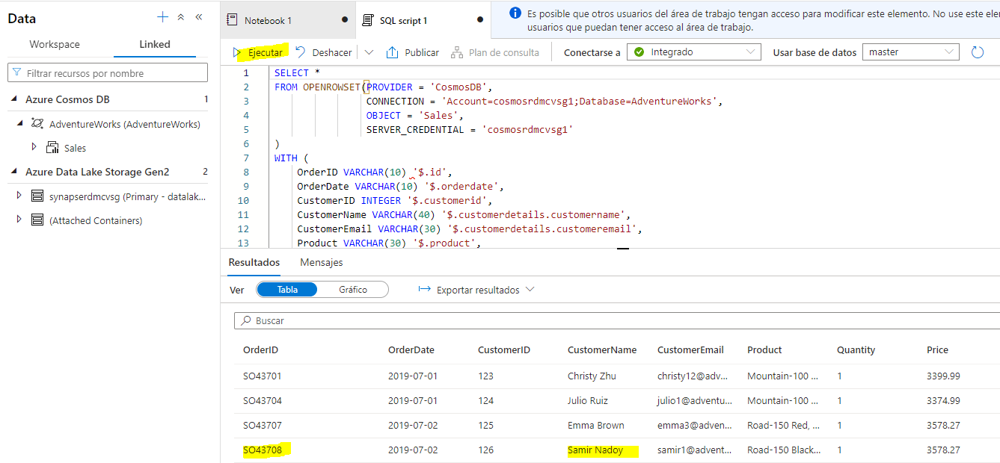 Data
Workspace
Linked
Filtrar recursos por nombre
Azure Cosmos DB 1
AdventureWorks (AdventureWorks)
Sales
Azure Data Lake Storage Gen2 2
synapserdmcvsg (Primary - datalak...
(Attached Containers)
Notebook 1
SQL script 1
Es posible que otros usuarios del área de trabajo tengan acceso para modificar este elemento. No use este
usuarios que puedan tener acceso al área de trabajo.
Ejecutar Deshacer Publicar Plan de consulta Conectarse a Integrado Usar base de datos master
1 SELECT *
2 FROM OPENROWSET(PROVIDER = 'CosmosDB',
3 CONNECTION = 'Account=cosmosrdmcvsg1;Database=AdventureWorks',
4 OBJECT = 'Sales',
5 SERVER_CREDENTIAL = 'cosmosrdmcvsg1'
6 )
7 WITH (
8 OrderID VARCHAR(10) '$.id',
9 OrderDate VARCHAR(10) '$.orderdate',
10 CustomerID INTEGER '$.customerid',
11 CustomerName VARCHAR(40) '$.customerdetails.customername',
12 CustomerEmail VARCHAR(30) '$.customerdetails.customeremail',
13 Product VARCHAR(30) '$.product',
Resultados Mensajes
Ver Tabla Gráfico Exportar resultados
Buscar
OrderID OrderDate CustomerID CustomerName CustomerEmail Product Quantity Price
SO43701 2019-07-01 123 Christy Zhu christy12@adv... Mountain-100 ... 1 3399.99
SO43704 2019-07-01 124 Julio Ruiz julio1@adventu... Mountain-100 ... 1 3374.99
SO43707 2019-07-02 125 Emma Brown emma3@adven... Road-150 Red, ... 1 3578.27
SO43708 2019-07-02 126 Samir Nadoy samir1@advent... Road-150 Black... 1 3578.27